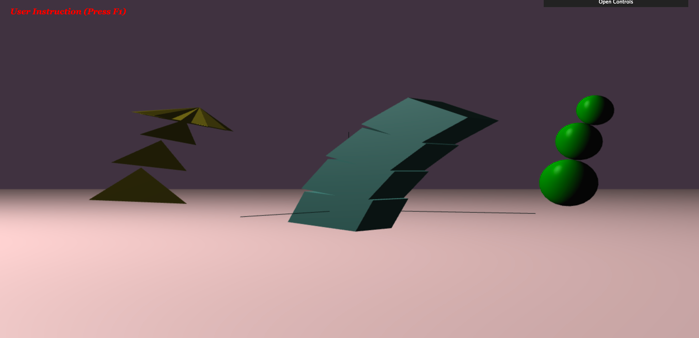 User Instruction (Press F1)
Open Controls